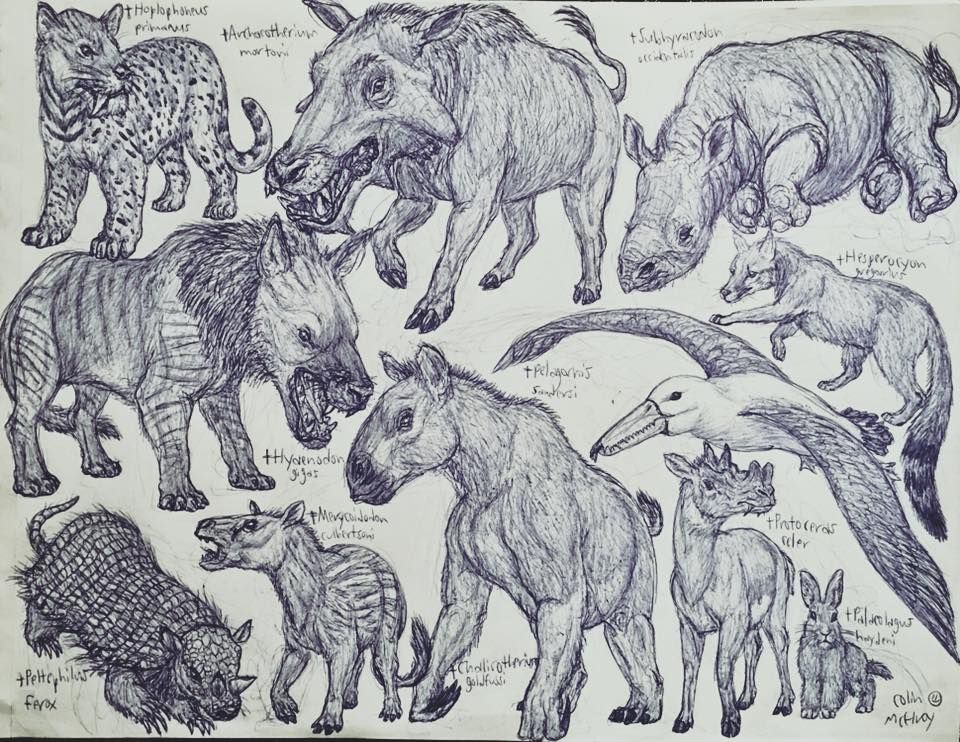 †Hoplophoneus
primaevus
†Archaeotherium
mortoni
†Subhyracodon
occidentalis
†Hesperocyon
gregarius
†Pelagornis
sandersi
†Hyaenodon
gigas
†Merycoidodon
culbertsoni
†Protoceras
celer
†Palaeolagus
haydeni
†Chalicotherium
goldfussi
†Peltephilus
ferox
Colin